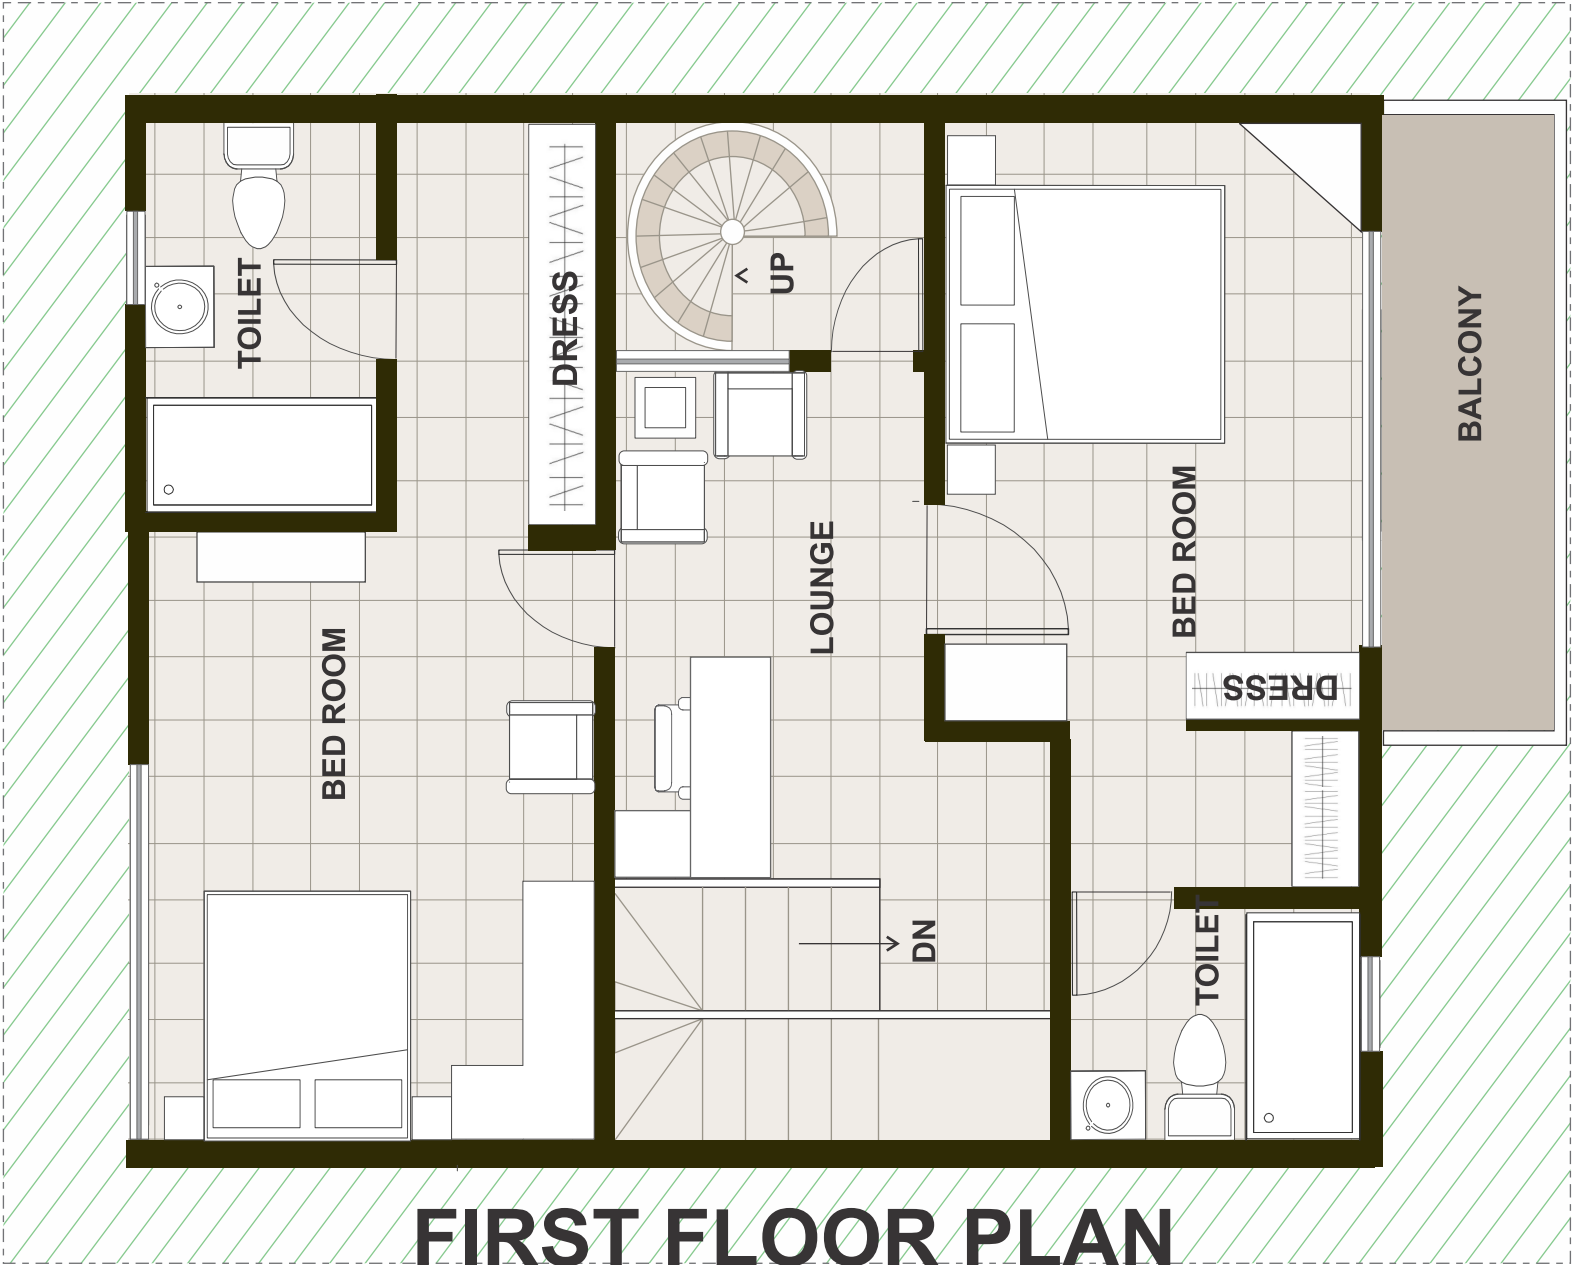 TOILET
DRESS
UP
BALCONY
BED ROOM
LOUNGE
BED ROOM
DRESS
TOILET
DN
FIRST FLOOR PLAN